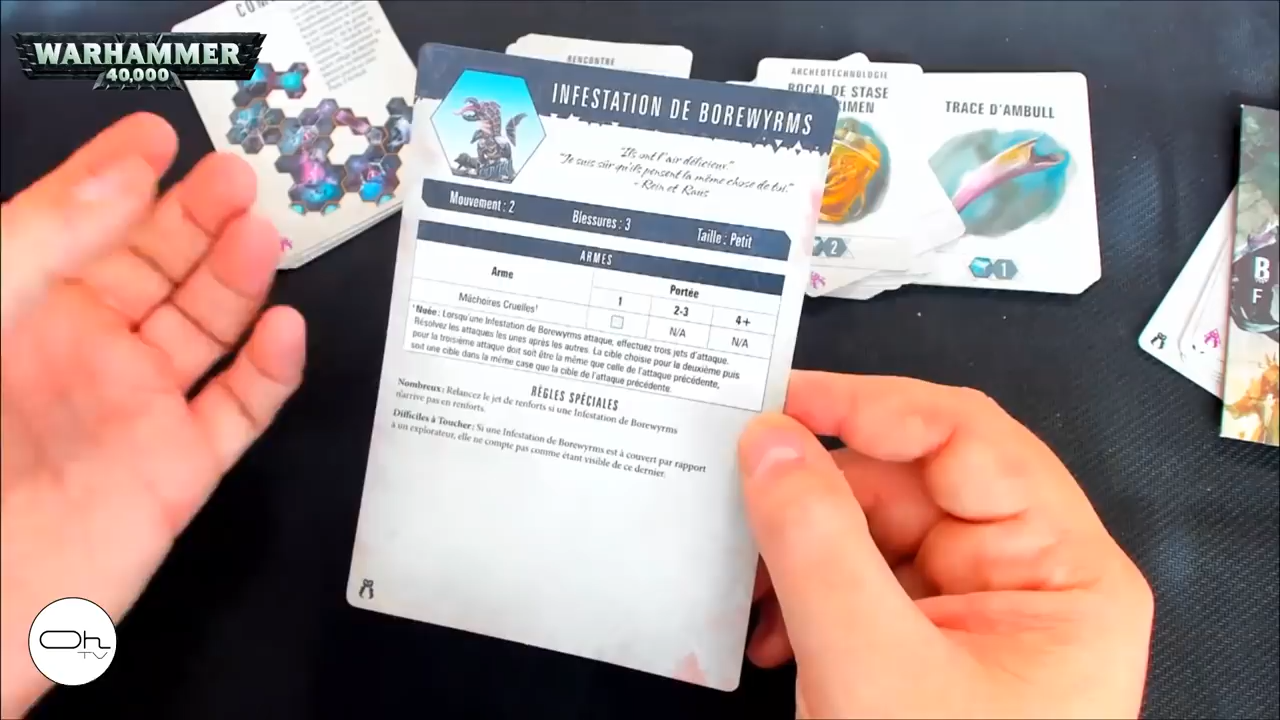 WARHAMMER
40,000
RENCONTRE
ARCHEOTECHNOLOGIE
BOCAL DE STASE
TRACE D'AMBULL
2
1
INFESTATION DE BOREWYRMS
"Ils ont l'air délicieux."
"Je suis sûr qu'ils pensent la même chose de toi."
- Rein et Raus
Mouvement : 2
Blessures : 3
Taille : Petit
ARMES
Arme
Portée
1
2-3
4+
Mâchoires Cruelles¹
N/A
N/A
¹Nuée : Lorsqu'une Infestation de Borewyrms attaque, effectuez trois jets d'attaque.
Résolvez les attaques les unes après les autres. La cible choisie pour la deuxième puis
pour la troisième attaque doit soit être la même que celle de l'attaque précédente,
soit une cible dans la même case que la cible de l'attaque précédente.
RÈGLES SPÉCIALES
Nombreux : Relancez le jet de renforts si une Infestation de Borewyrms
n'arrive pas en renforts.
Difficiles à Toucher : Si une Infestation de Borewyrms est à couvert par rapport
à un explorateur, elle ne compte pas comme étant visible de ce dernier.
B
F
Oh
TV